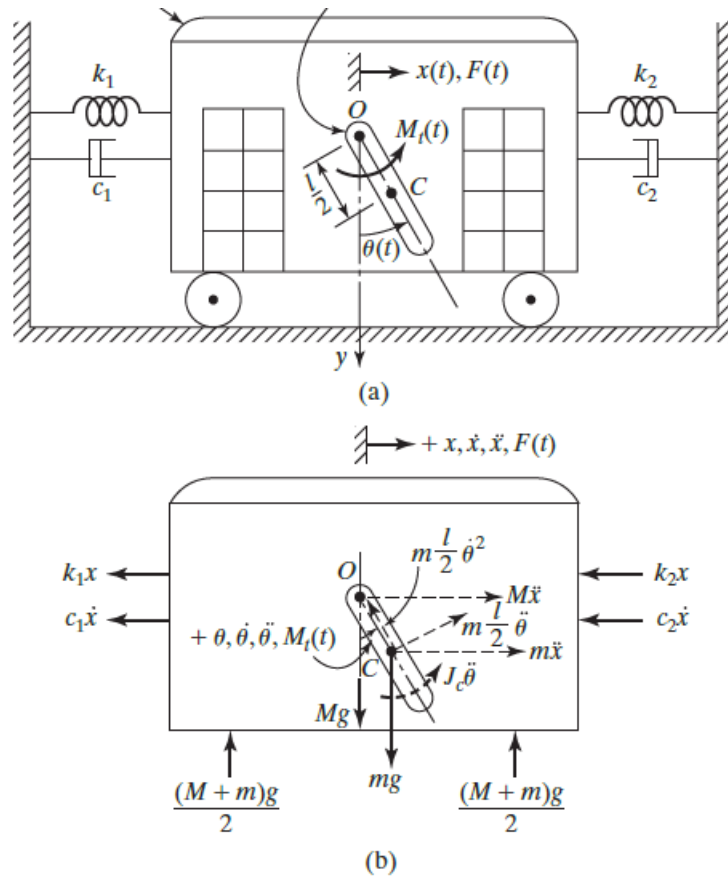 k₁
x(t), F(t)
k₂
O
Mₜ(t)
c₁
l/2
C
c₂
θ(t)
y
(a)
+ x, ẋ, ẍ, F(t)
m l/2 θ̇²
k₁x
O
Mẍ
k₂x
c₁ẋ
m l/2 θ̈
c₂ẋ
+ θ, θ̇, θ̈, Mₜ(t)
C
mẍ
J_c θ̈
Mg
mg
(M + m)g/2
(M + m)g/2
(b)